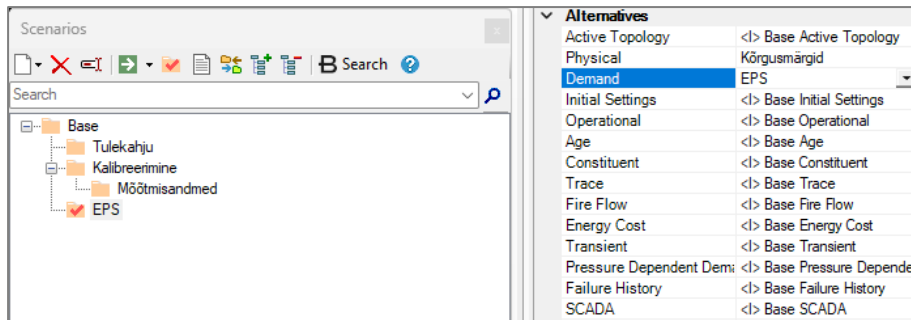 Scenarios
Search
Search
Base
Tulekahju
Kalibreerimine
Mõõtmisandmed
EPS
Alternatives
Active Topology <I> Base Active Topology
Physical Kõrgusmärgid
Demand EPS
Initial Settings <I> Base Initial Settings
Operational <I> Base Operational
Age <I> Base Age
Constituent <I> Base Constituent
Trace <I> Base Trace
Fire Flow <I> Base Fire Flow
Energy Cost <I> Base Energy Cost
Transient <I> Base Transient
Pressure Dependent Dema <I> Base Pressure Depende
Failure History <I> Base Failure History
SCADA <I> Base SCADA